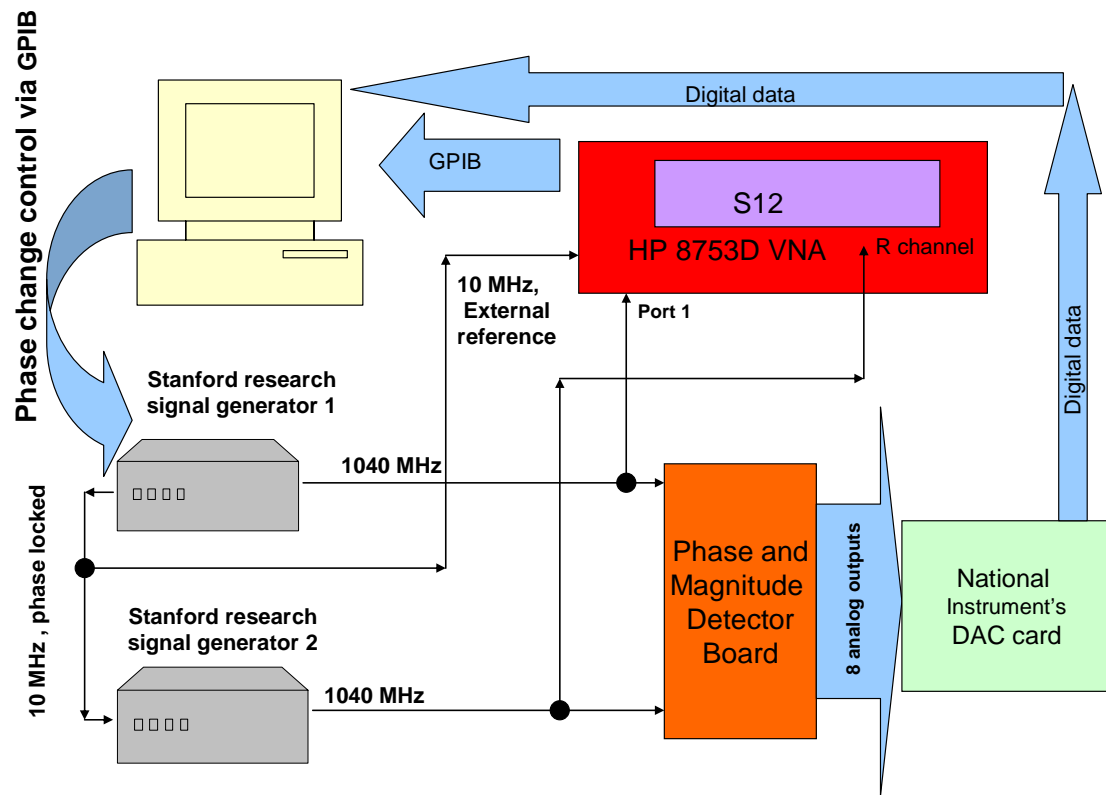 Phase change control via GPIB
Digital data
GPIB
S12
HP 8753D VNA
R channel
10 MHz,
External
reference
Port 1
Digital data
Stanford research
signal generator 1
1040 MHz
10 MHz , phase locked
Phase and
Magnitude
Detector
Board
8 analog outputs
National
Instrument's
DAC card
Stanford research
signal generator 2
1040 MHz